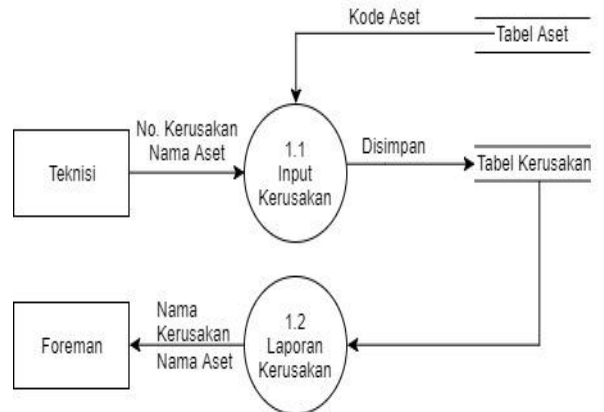 Kode Aset
Tabel Aset
No. Kerusakan
Nama Aset
Teknisi
1.1
Input
Kerusakan
Disimpan
Tabel Kerusakan
Foreman
Nama
Kerusakan
Nama Aset
1.2
Laporan
Kerusakan